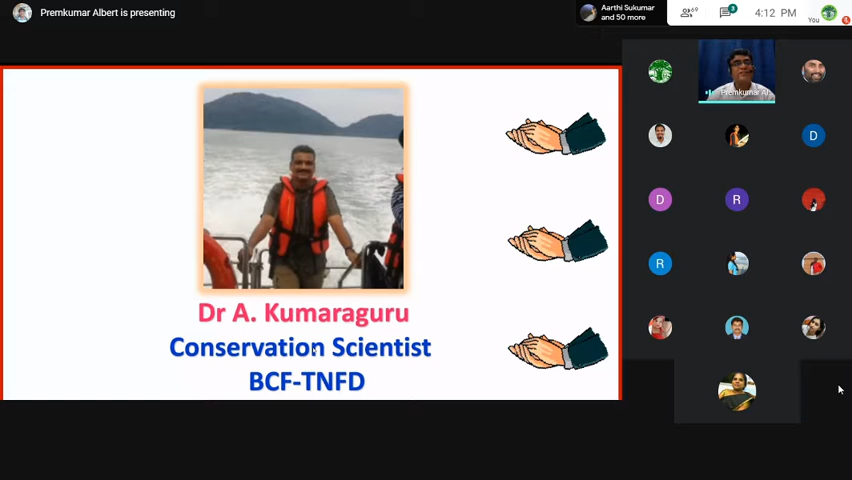 Premkumar Albert is presenting
Aarthi Sukumar
and 50 more
69
3
4:12 PM
You
Premkumar Al
D
D
R
R
Dr A. Kumaraguru
Conservation Scientist
BCF-TNFD